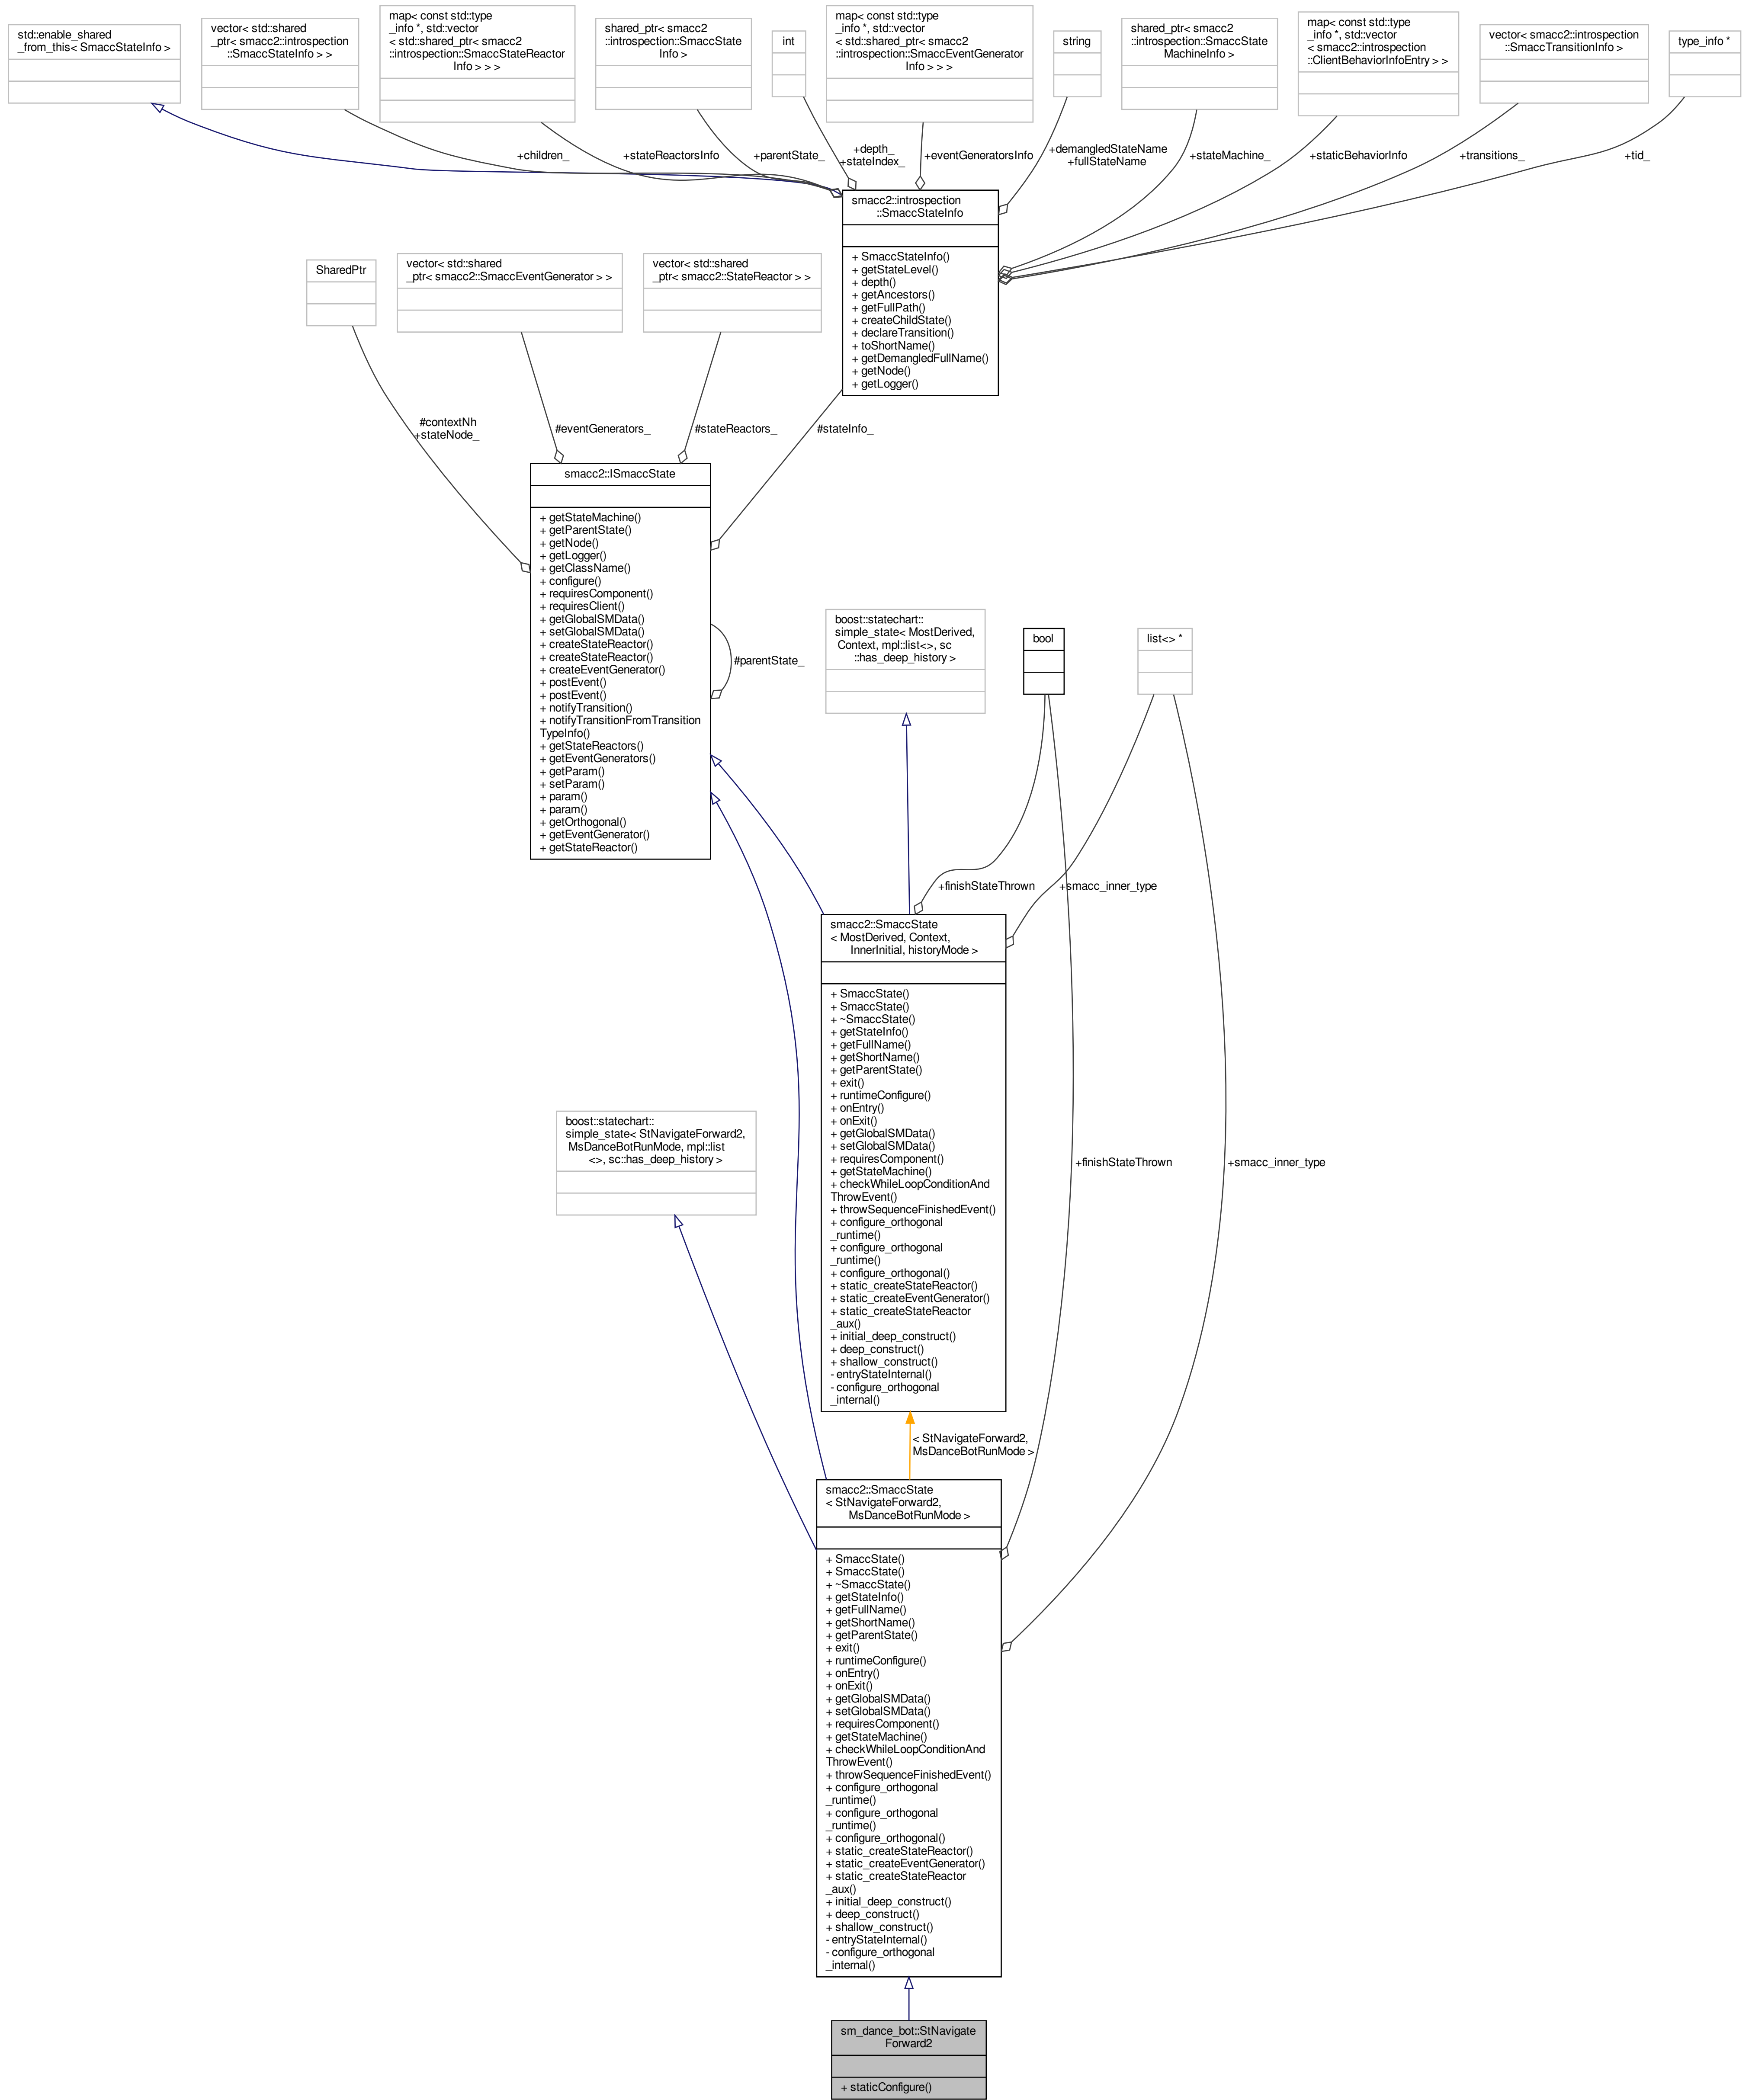 std::enable_shared
_from_this< SmaccStateInfo >
vector< std::shared
_ptr< smacc2::introspection
::SmaccStateInfo > >
map< const std::type
_info *, std::vector
< std::shared_ptr< smacc2
::introspection::SmaccStateReactor
Info > > >
shared_ptr< smacc2
::introspection::SmaccState
Info >
int
map< const std::type
_info *, std::vector
< std::shared_ptr< smacc2
::introspection::SmaccEventGenerator
Info > > >
string
shared_ptr< smacc2
::introspection::SmaccState
MachineInfo >
map< const std::type
_info *, std::vector
< smacc2::introspection
::ClientBehaviorInfoEntry > >
vector< smacc2::introspection
::SmaccTransitionInfo >
type_info *
+children_
+stateReactorsInfo
+parentState_
+depth_
+stateIndex_
+eventGeneratorsInfo
+demangledStateName
+fullStateName
+stateMachine_
+staticBehaviorInfo
+transitions_
+tid_
smacc2::introspection
::SmaccStateInfo
+ SmaccStateInfo()
+ getStateLevel()
+ depth()
+ getAncestors()
+ getFullPath()
+ createChildState()
+ declareTransition()
+ toShortName()
+ getDemangledFullName()
+ getNode()
+ getLogger()
SharedPtr
vector< std::shared
_ptr< smacc2::SmaccEventGenerator > >
vector< std::shared
_ptr< smacc2::StateReactor > >
#contextNh
+stateNode_
#eventGenerators_
#stateReactors_
#stateInfo_
smacc2::ISmaccState
+ getStateMachine()
+ getParentState()
+ getNode()
+ getLogger()
+ getClassName()
+ configure()
+ requiresComponent()
+ requiresClient()
+ getGlobalSMData()
+ setGlobalSMData()
+ createStateReactor()
+ createStateReactor()
+ createEventGenerator()
+ postEvent()
+ postEvent()
+ notifyTransition()
+ notifyTransitionFromTransition
TypeInfo()
+ getStateReactors()
+ getEventGenerators()
+ getParam()
+ setParam()
+ param()
+ param()
+ getOrthogonal()
+ getEventGenerator()
+ getStateReactor()
#parentState_
boost::statechart::
simple_state< MostDerived,
Context, mpl::list<>, sc
::has_deep_history >
bool
list<> *
+finishStateThrown
+smacc_inner_type
smacc2::SmaccState
< MostDerived, Context,
InnerInitial, historyMode >
+ SmaccState()
+ SmaccState()
+ ~SmaccState()
+ getStateInfo()
+ getFullName()
+ getShortName()
+ getParentState()
+ exit()
+ runtimeConfigure()
+ onEntry()
+ onExit()
+ getGlobalSMData()
+ setGlobalSMData()
+ requiresComponent()
+ getStateMachine()
+ checkWhileLoopConditionAnd
ThrowEvent()
+ throwSequenceFinishedEvent()
+ configure_orthogonal
_runtime()
+ configure_orthogonal
_runtime()
+ configure_orthogonal()
+ static_createStateReactor()
+ static_createEventGenerator()
+ static_createStateReactor
_aux()
+ initial_deep_construct()
+ deep_construct()
+ shallow_construct()
- entryStateInternal()
- configure_orthogonal
_internal()
boost::statechart::
simple_state< StNavigateForward2,
MsDanceBotRunMode, mpl::list
<>, sc::has_deep_history >
+finishStateThrown
+smacc_inner_type
< StNavigateForward2,
MsDanceBotRunMode >
smacc2::SmaccState
< StNavigateForward2,
MsDanceBotRunMode >
+ SmaccState()
+ SmaccState()
+ ~SmaccState()
+ getStateInfo()
+ getFullName()
+ getShortName()
+ getParentState()
+ exit()
+ runtimeConfigure()
+ onEntry()
+ onExit()
+ getGlobalSMData()
+ setGlobalSMData()
+ requiresComponent()
+ getStateMachine()
+ checkWhileLoopConditionAnd
ThrowEvent()
+ throwSequenceFinishedEvent()
+ configure_orthogonal
_runtime()
+ configure_orthogonal
_runtime()
+ configure_orthogonal()
+ static_createStateReactor()
+ static_createEventGenerator()
+ static_createStateReactor
_aux()
+ initial_deep_construct()
+ deep_construct()
+ shallow_construct()
- entryStateInternal()
- configure_orthogonal
_internal()
sm_dance_bot::StNavigate
Forward2
+ staticConfigure()